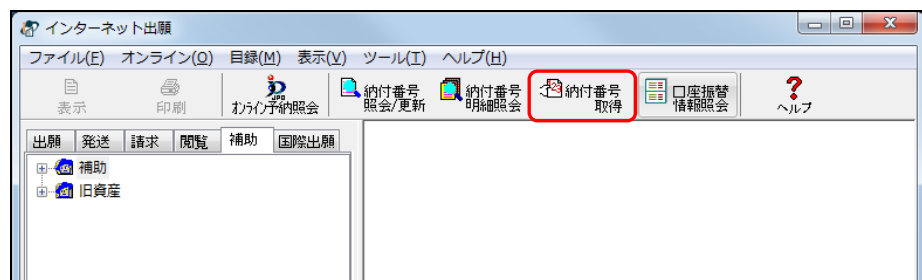 インターネット出願
ファイル(F) オンライン(O) 目録(M) 表示(V) ツール(T) ヘルプ(H)
表示
印刷
JPO
オンライン予納照会
納付番号
照会/更新
納付番号
明細照会
納付番号
取得
口座振替
情報照会
?
ヘルプ
出願 発送 請求 閲覧 補助 国際出願
補助
旧資産